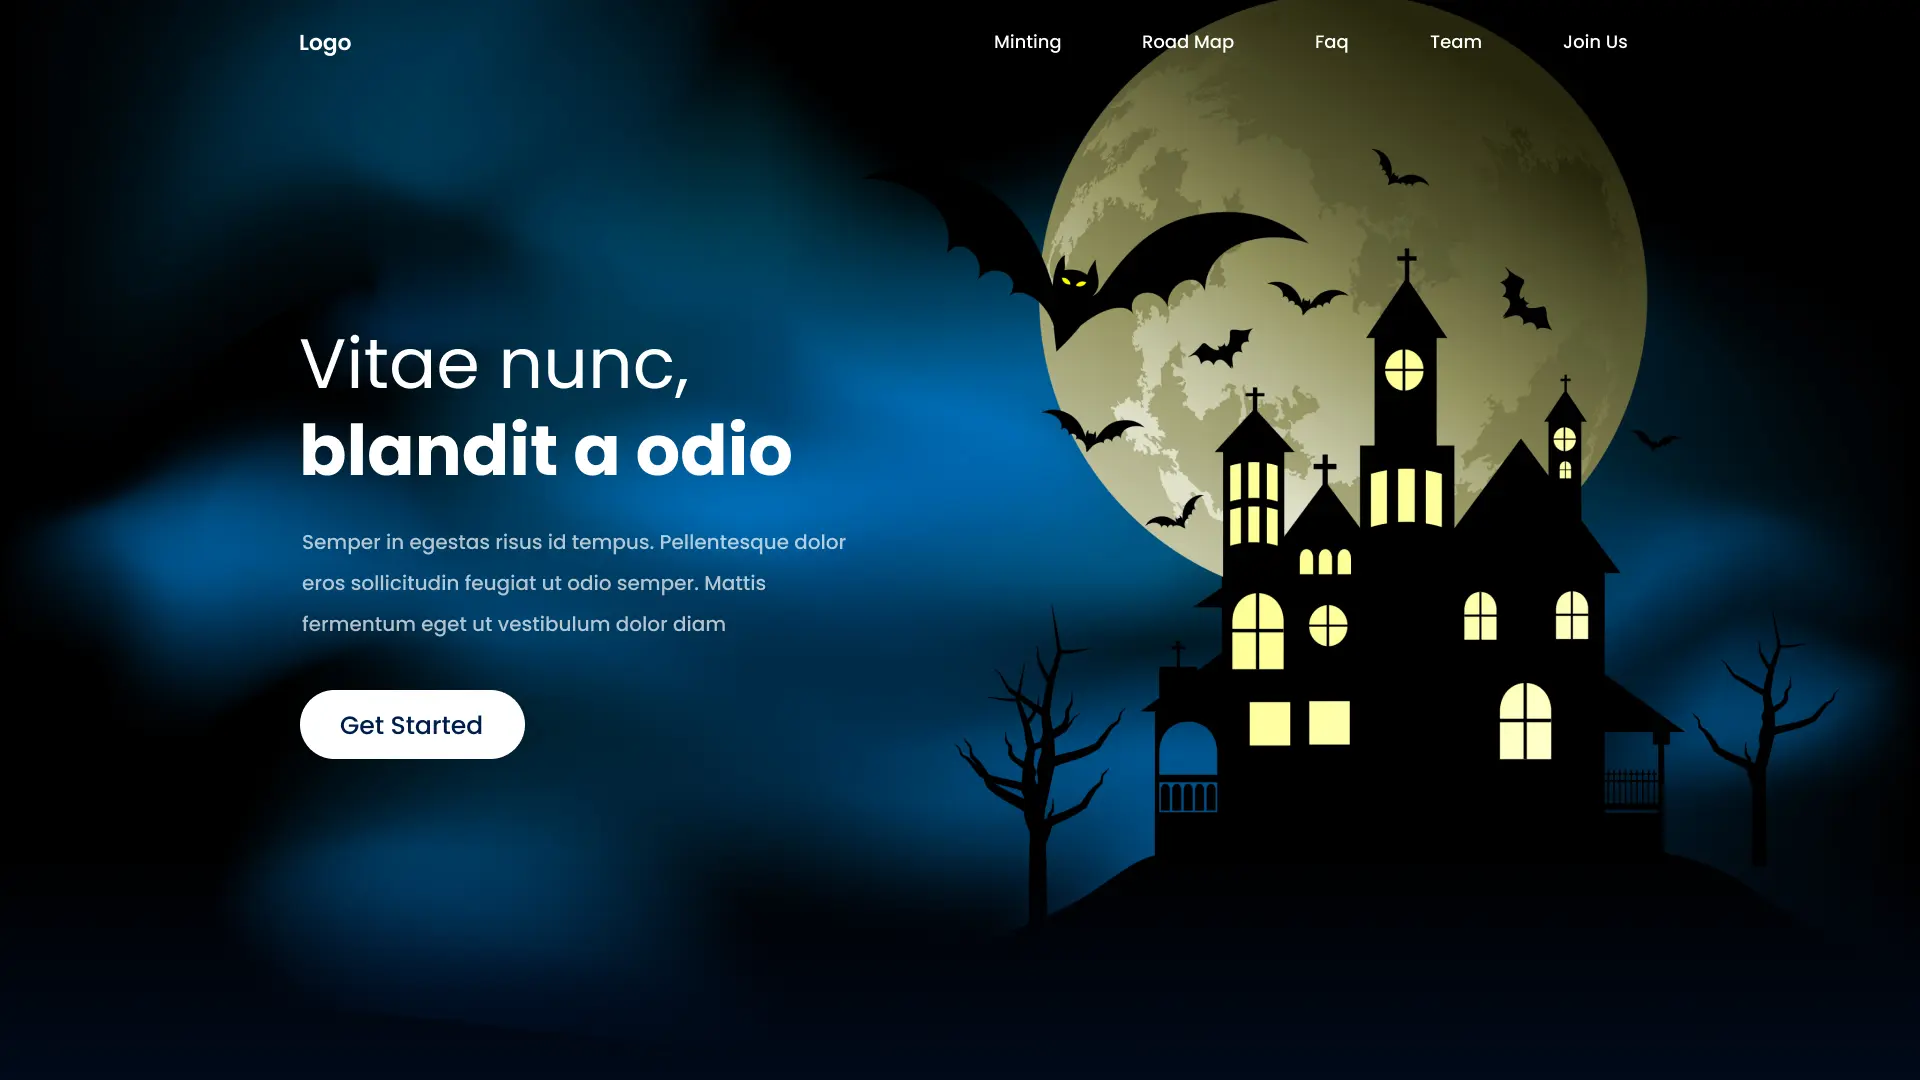 Logo
Minting
Road Map
Faq
Team
Join Us
Vitae nunc,
blandit a odio
Semper in egestas risus id tempus. Pellentesque dolor
eros sollicitudin feugiat ut odio semper. Mattis
fermentum eget ut vestibulum dolor diam
Get Started